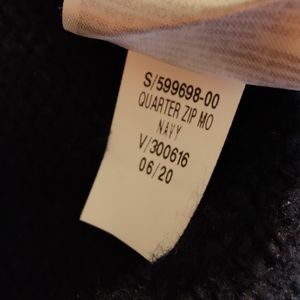 S/599698-00
QUARTER ZIP MO
NAVY
V/300616
06/20